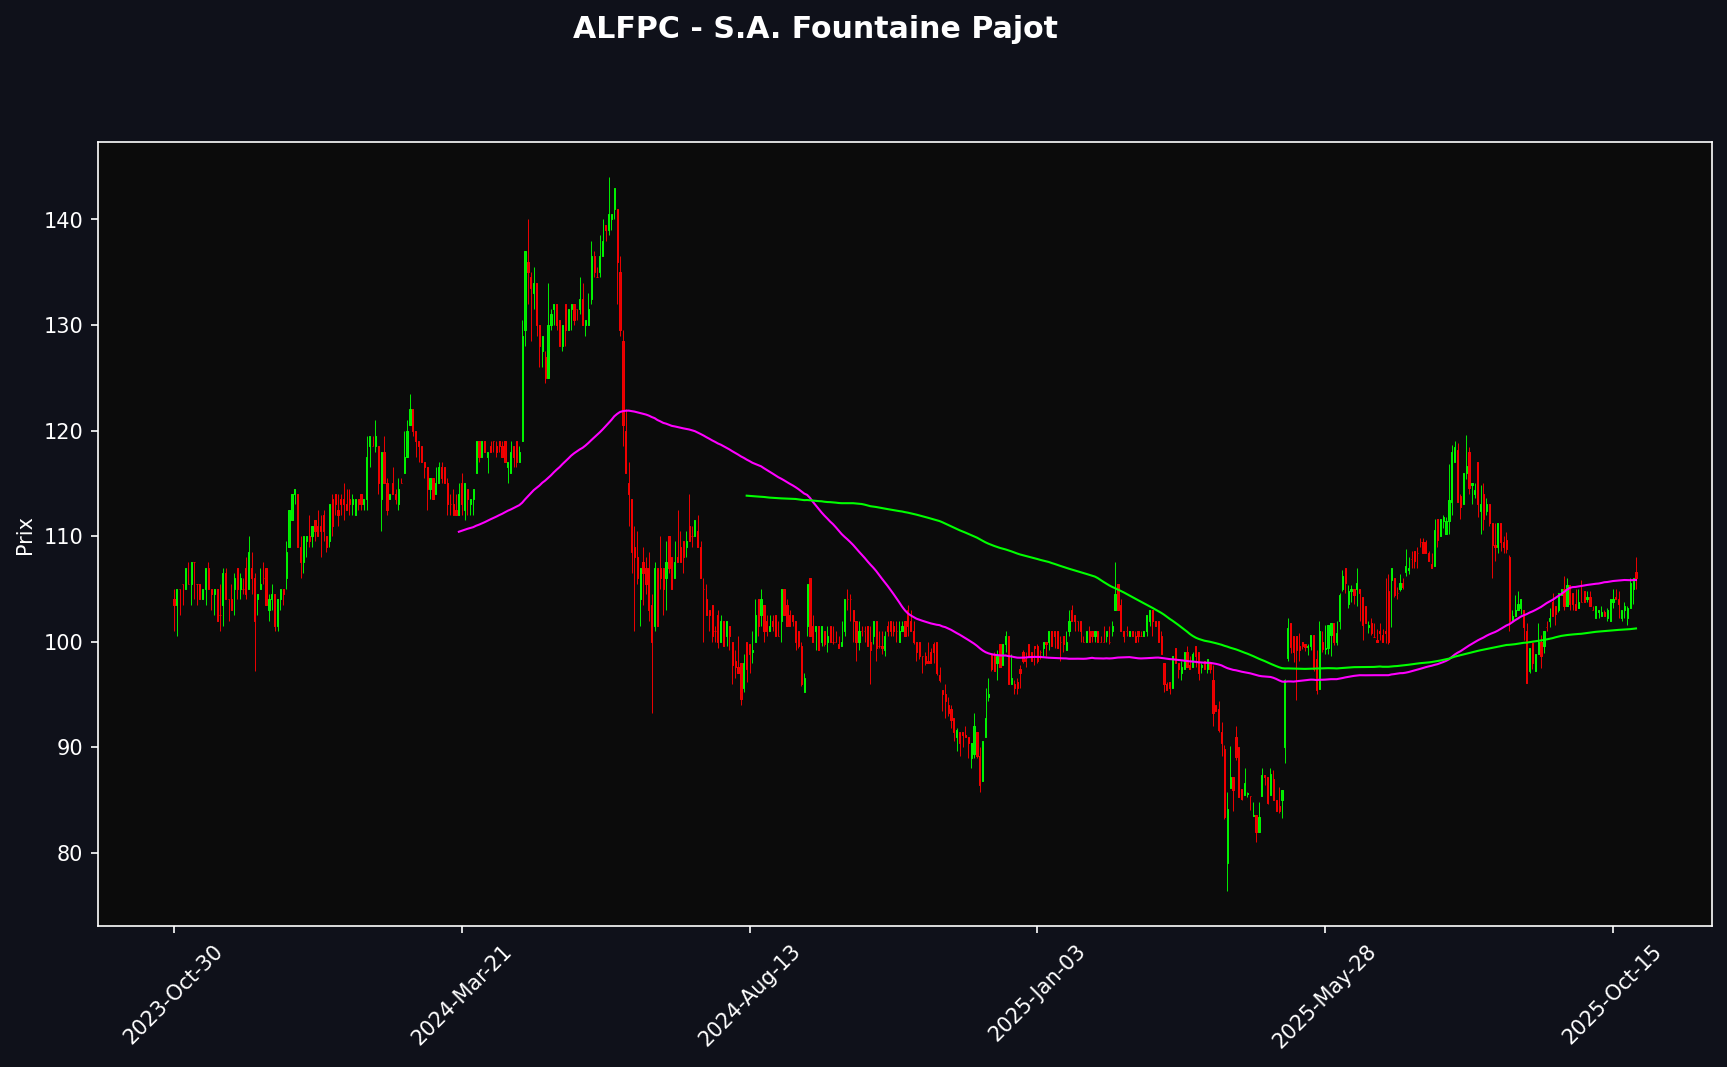 ALFPC - S.A. Fountaine Pajot
Prix
140
130
120
110
100
90
80
2023-Oct-30
2024-Mar-21
2024-Aug-13
2025-Jan-03
2025-May-28
2025-Oct-15